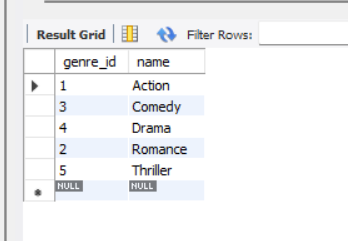 Result Grid Filter Rows:
genre_id name
1 Action
3 Comedy
4 Drama
2 Romance
5 Thriller
NULL NULL